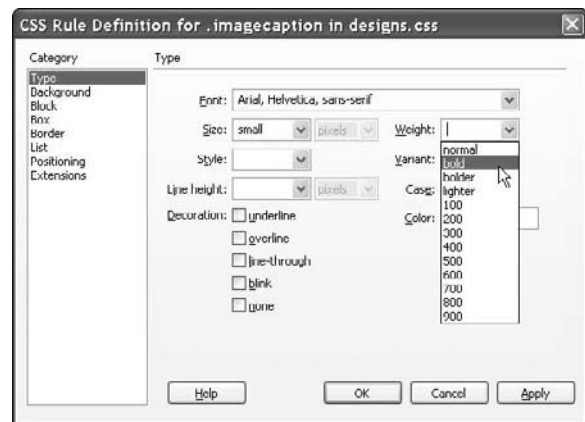 CSS Rule Definition for .imagecaption in designs.css
Category
Type
Type
Background
Block
Box
Border
List
Positioning
Extensions
Font: Arial, Helvetica, sans-serif
Size: small pixels Weight:
Style: Variant:
Line height: pixels Case:
Decoration: underline Color:
overline
line-through
blink
none
normal
bold
bolder
lighter
100
200
300
400
500
600
700
800
900
Help OK Cancel Apply